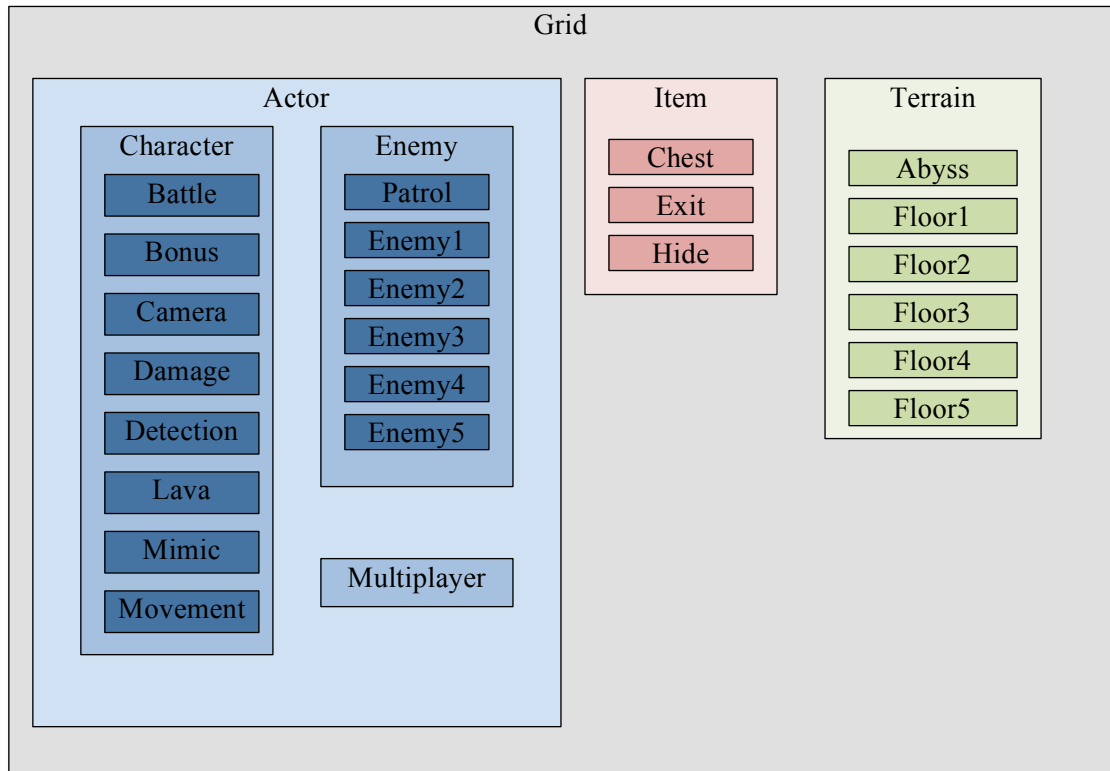 Grid
Actor
Character
Battle
Bonus
Camera
Damage
Detection
Lava
Mimic
Movement
Enemy
Patrol
Enemy1
Enemy2
Enemy3
Enemy4
Enemy5
Multiplayer
Item
Chest
Exit
Hide
Terrain
Abyss
Floor1
Floor2
Floor3
Floor4
Floor5